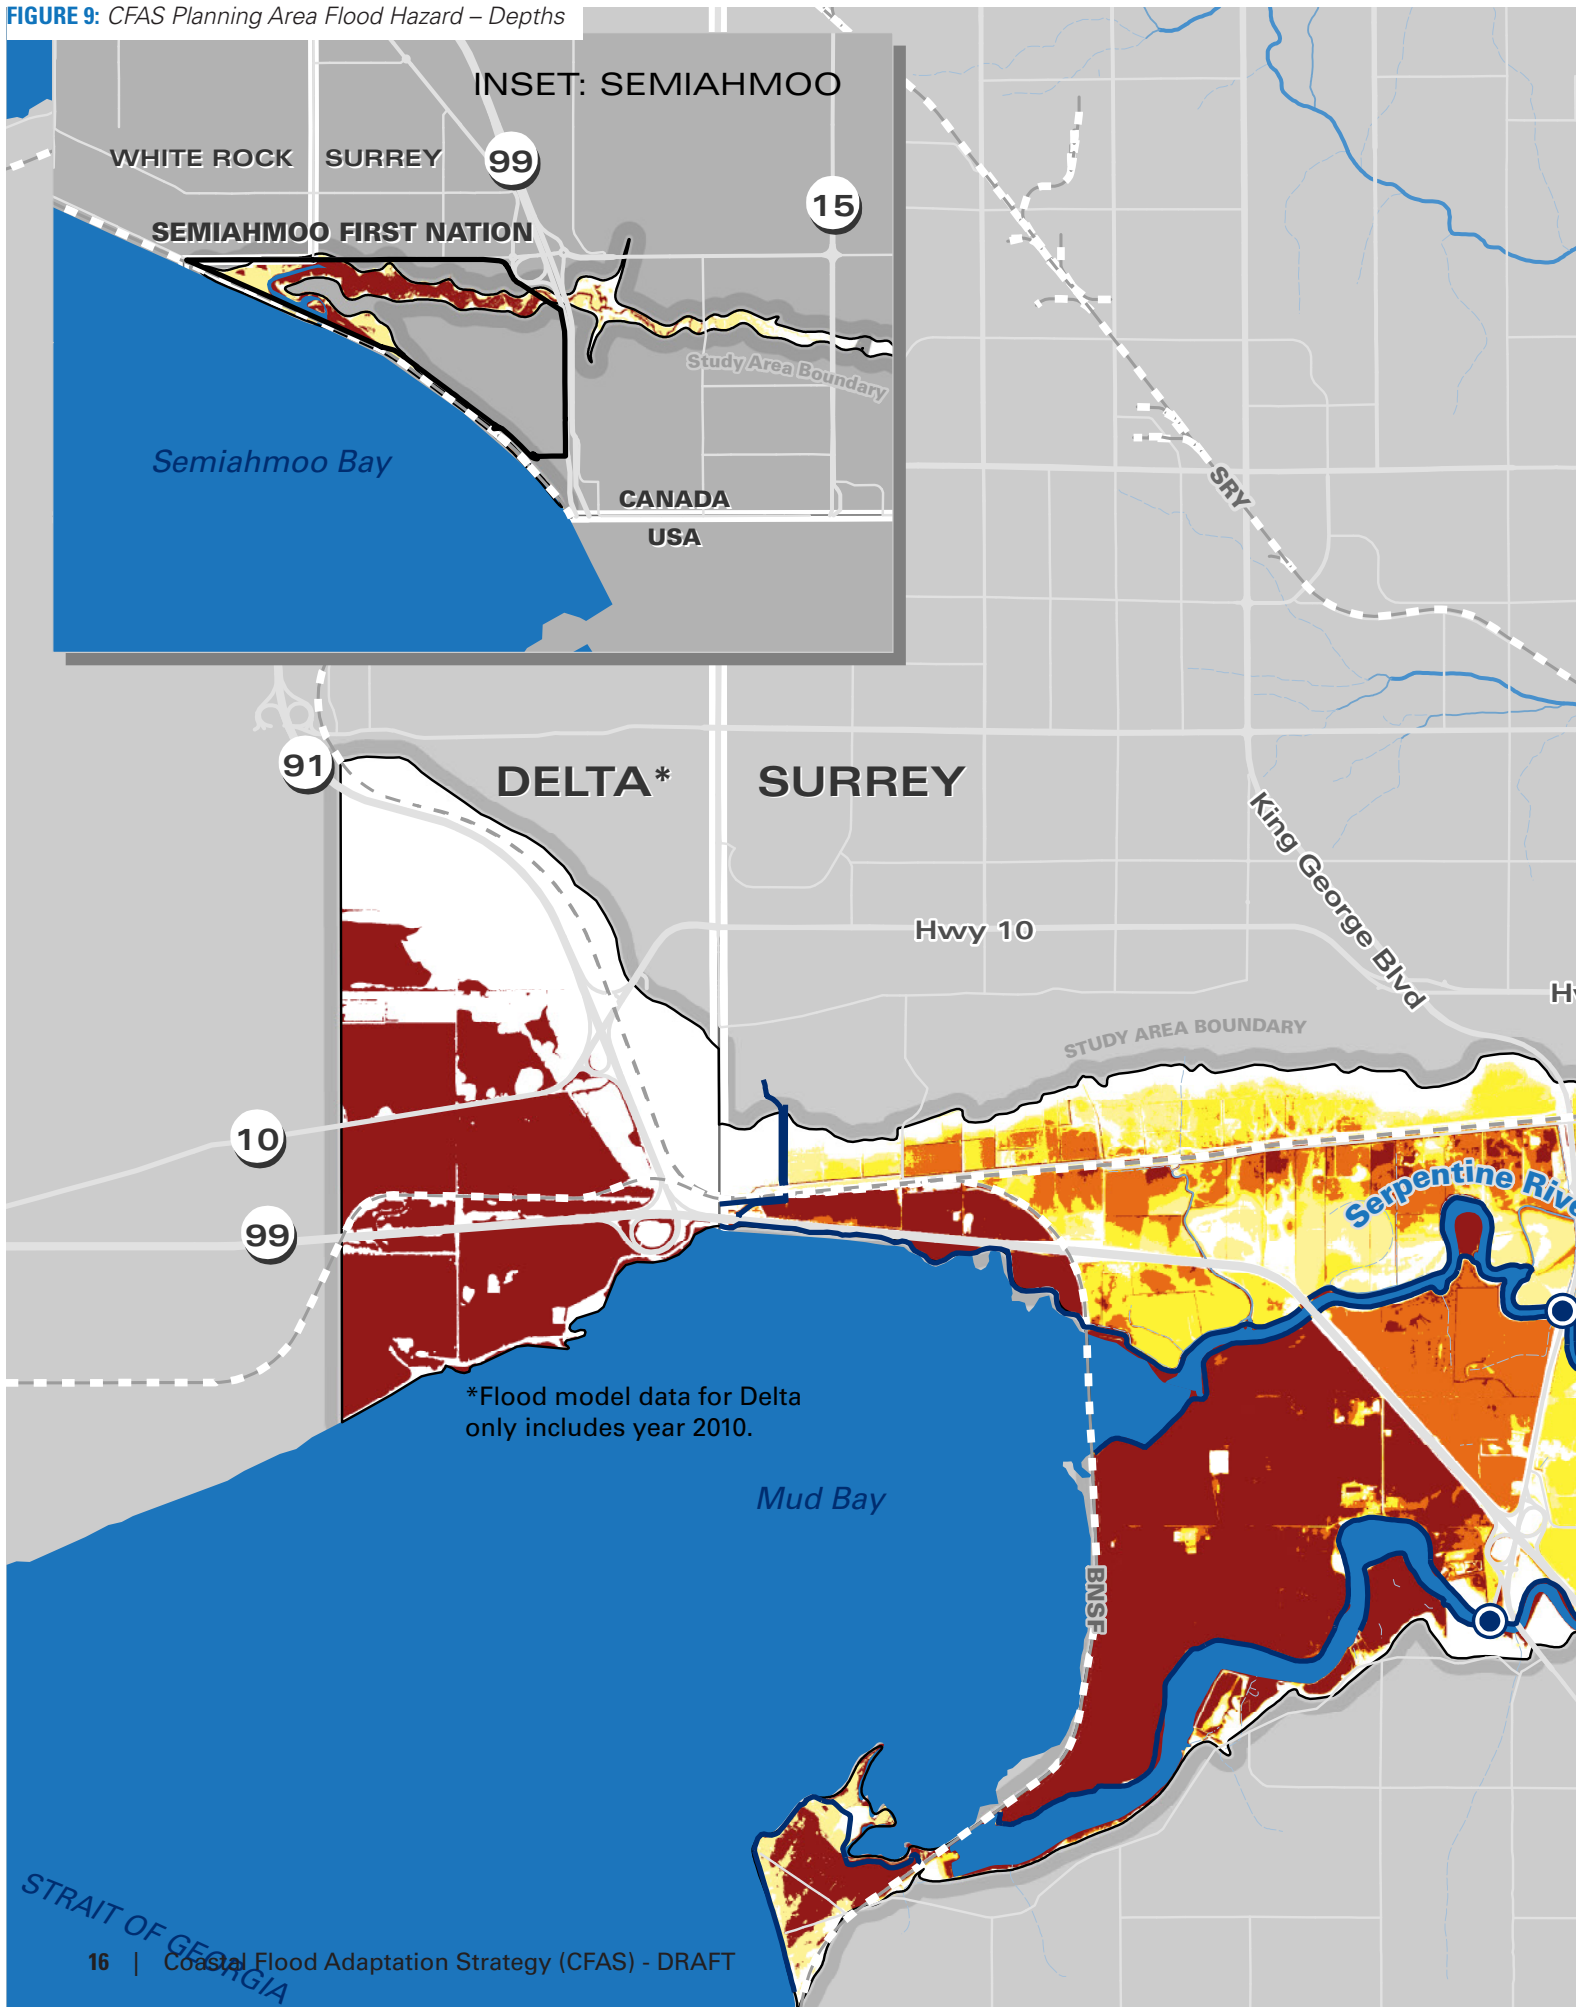 FIGURE 9: CFAS Planning Area Flood Hazard – Depths
INSET: SEMIAHMOO
WHITE ROCK
SURREY
99
15
SEMIAHMOO FIRST NATION
Study Area Boundary
Semiahmoo Bay
CANADA
USA
SRY
91
DELTA*
SURREY
King George Blvd
Hwy 10
STUDY AREA BOUNDARY
10
99
Serpentine
*Flood model data for Delta
only includes year 2010.
Mud Bay
BNSF
STRAIT OF GEORGIA
16 | Coastal Flood Adaptation Strategy (CFAS) - DRAFT